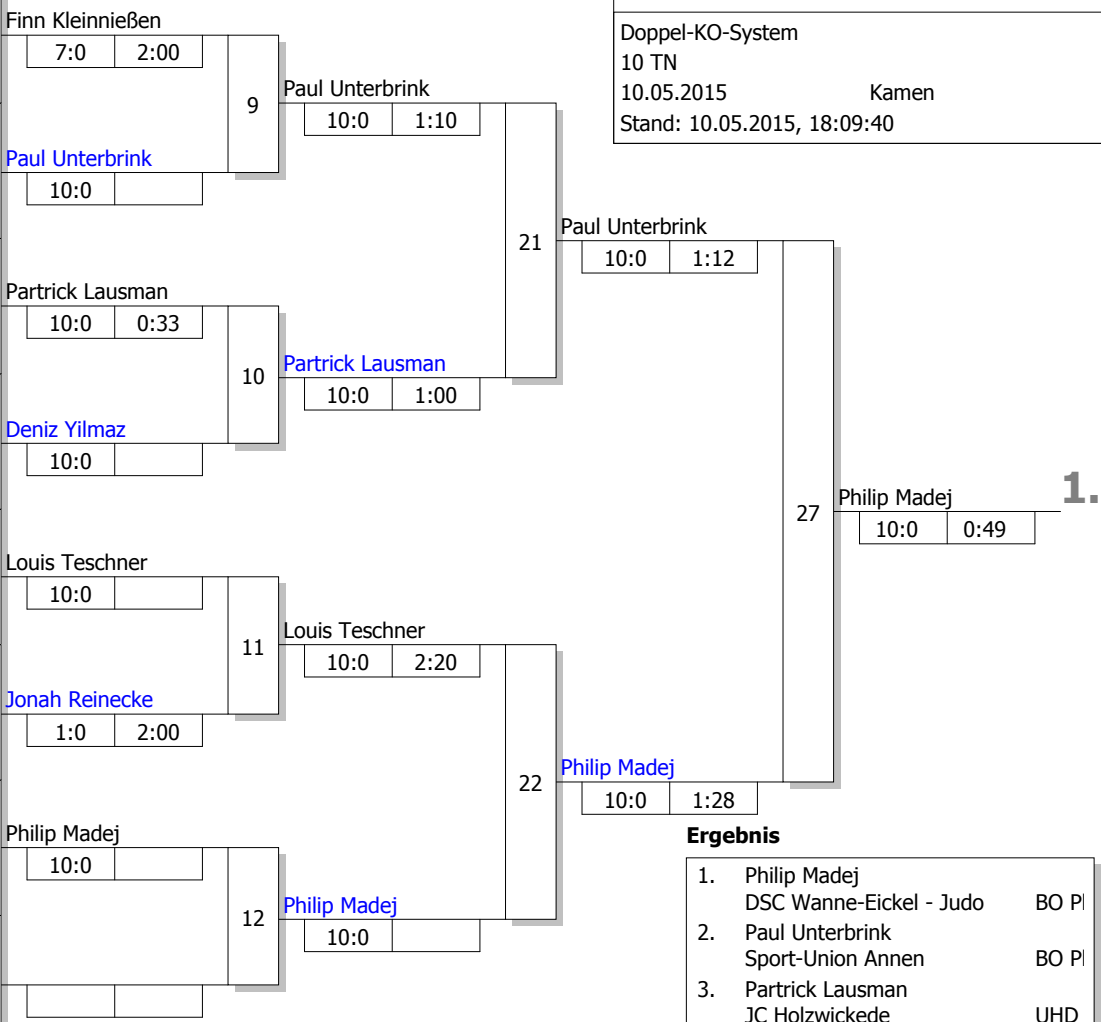 Doppel-KO-System
10 TN
10.05.2015 Kamen
Stand: 10.05.2015, 18:09:40
Finn Kleinnießen
7:0 2:00
9
Paul Unterbrink
10:0 1:10
Paul Unterbrink
10:0
21
Paul Unterbrink
10:0 1:12
Partrick Lausman
10:0 0:33
10
Partrick Lausman
10:0 1:00
Deniz Yilmaz
10:0
27
Philip Madej
1.
10:0 0:49
Louis Teschner
10:0
11
Louis Teschner
10:0 2:20
Jonah Reinecke
1:0 2:00
22
Philip Madej
10:0 1:28
Philip Madej
10:0
12
Philip Madej
10:0
Ergebnis
1. Philip Madej
DSC Wanne-Eickel - Judo BO
2. Paul Unterbrink
Sport-Union Annen BO
3. Partrick Lausman
JC Holzwickede UHD